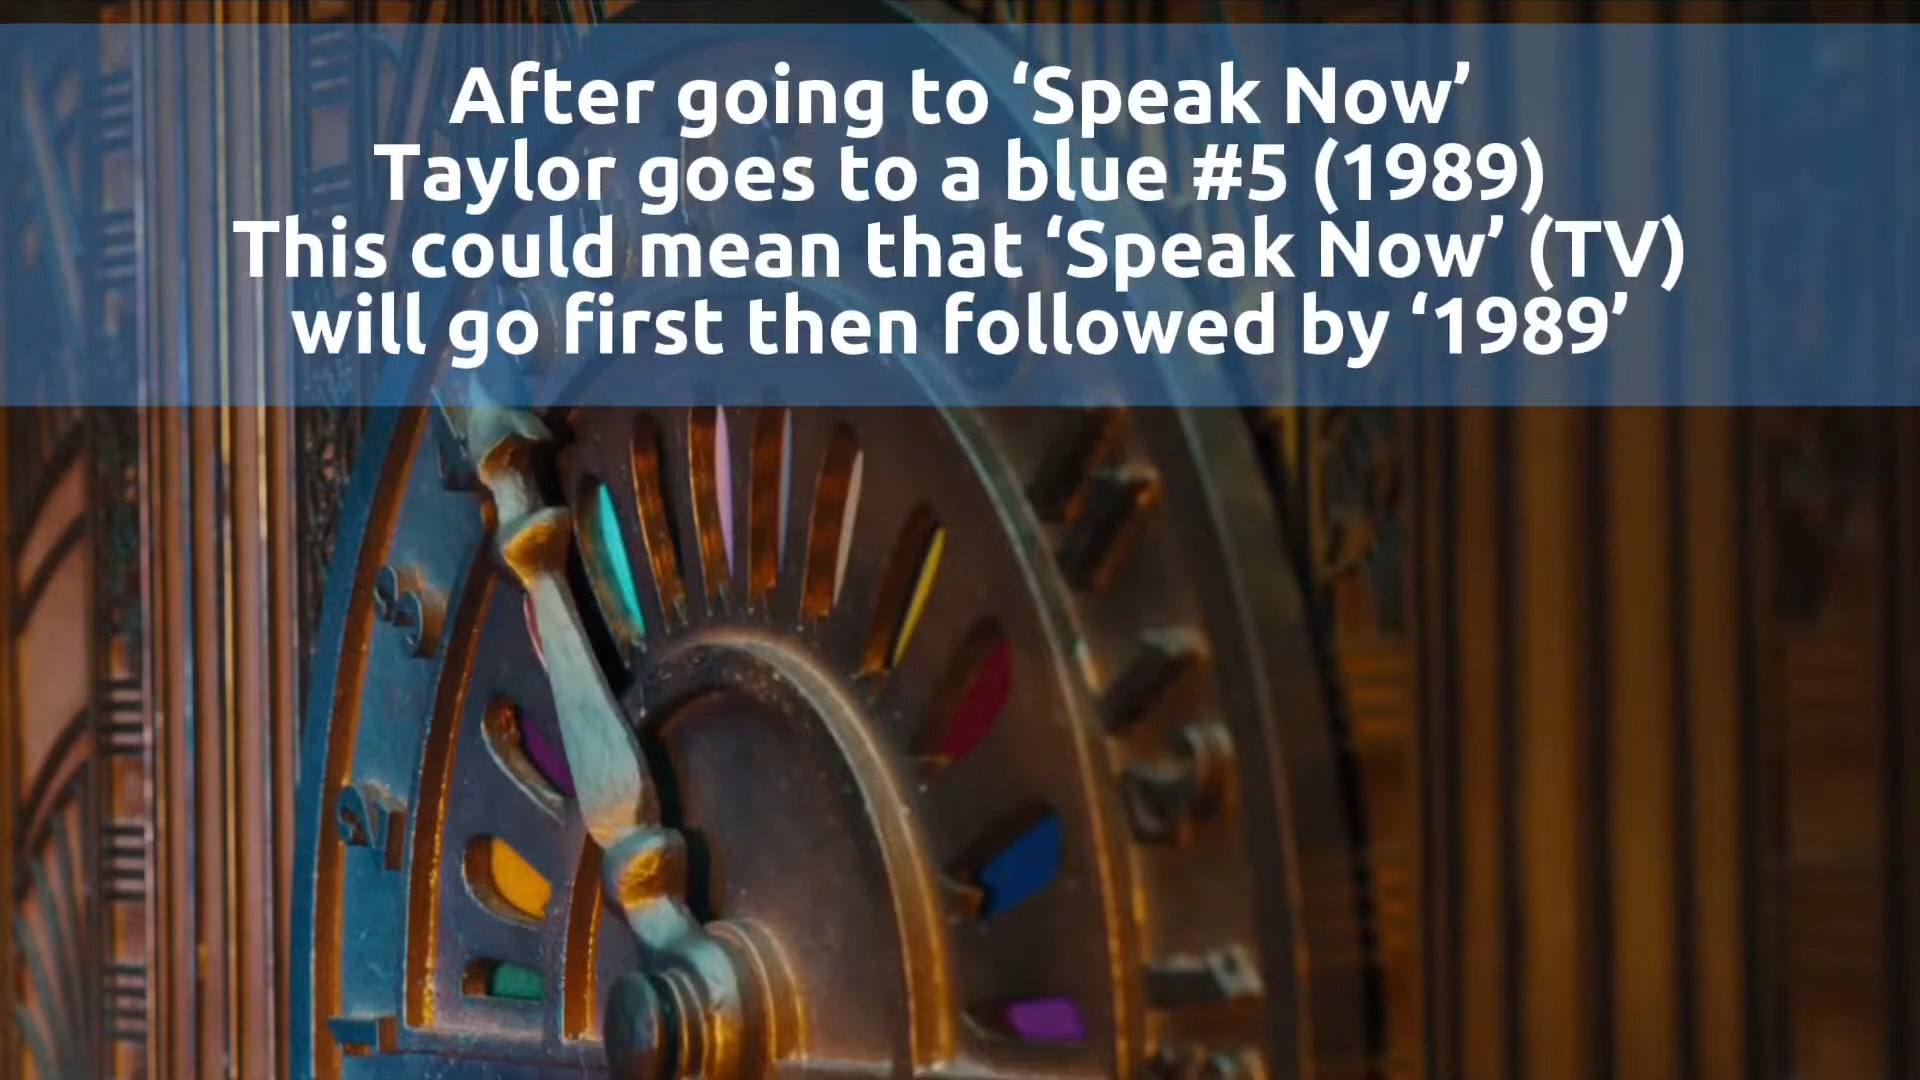 After going to ‘Speak Now’
Taylor goes to a blue #5 (1989)
This could mean that ‘Speak Now’ (TV)
will go first then followed by ‘1989’